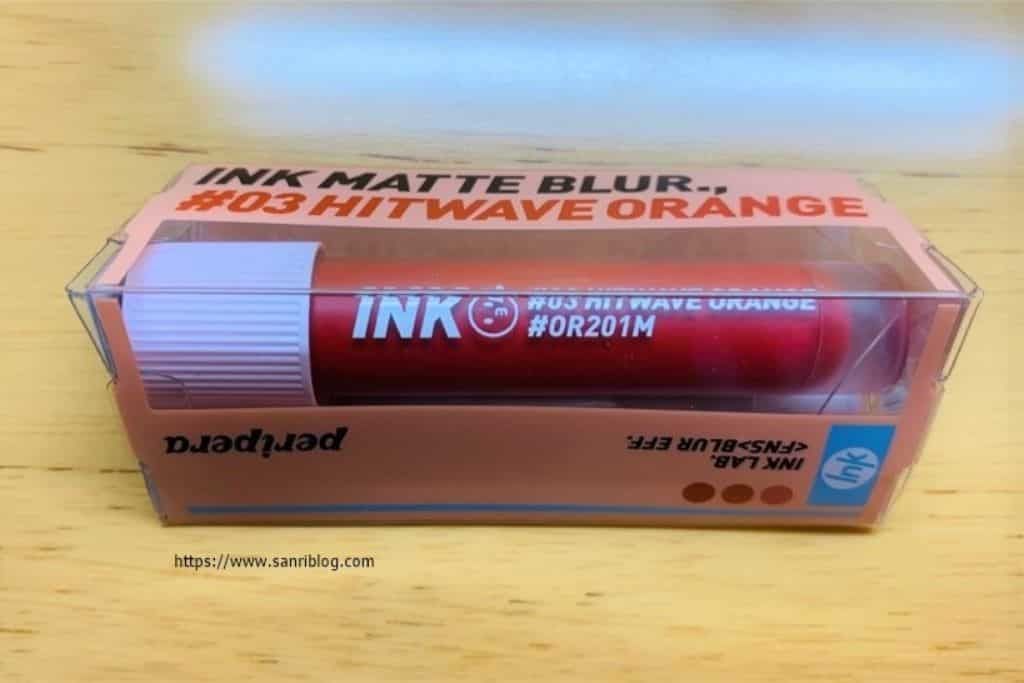 INK MATTE BLUR.,
#03 HITWAVE ORANGE
INK
#03 HITWAVE ORANGE
#OR201M
peripera
INK LAB.
<FNS>BLUR EFF.
Ink
https://www.sanriblog.com